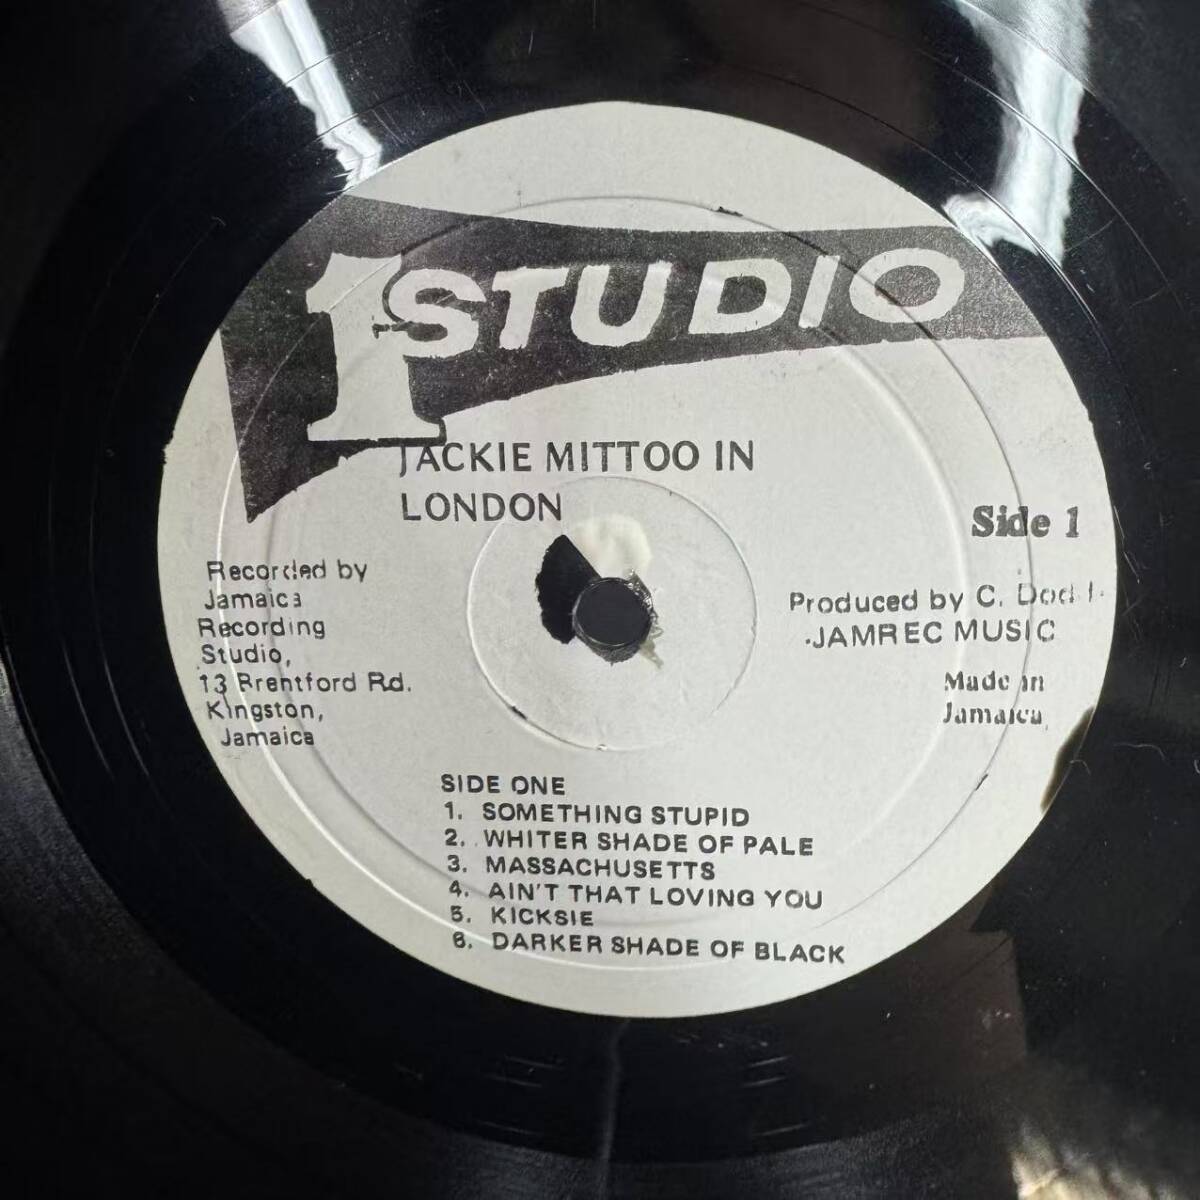 1 STUDIO
JACKIE MITTOO IN
LONDON
Side 1
Recorded by
Jamaica
Recording
Studio,
13 Brentford Rd.
Kingston,
Jamaica
Produced by C. Dodd
JAMREC MUSIC
Made in
Jamaica
SIDE ONE
1. SOMETHING STUPID
2. WHITER SHADE OF PALE
3. MASSACHUSETTS
4. AIN'T THAT LOVING YOU
5. KICKSIE
6. DARKER SHADE OF BLACK